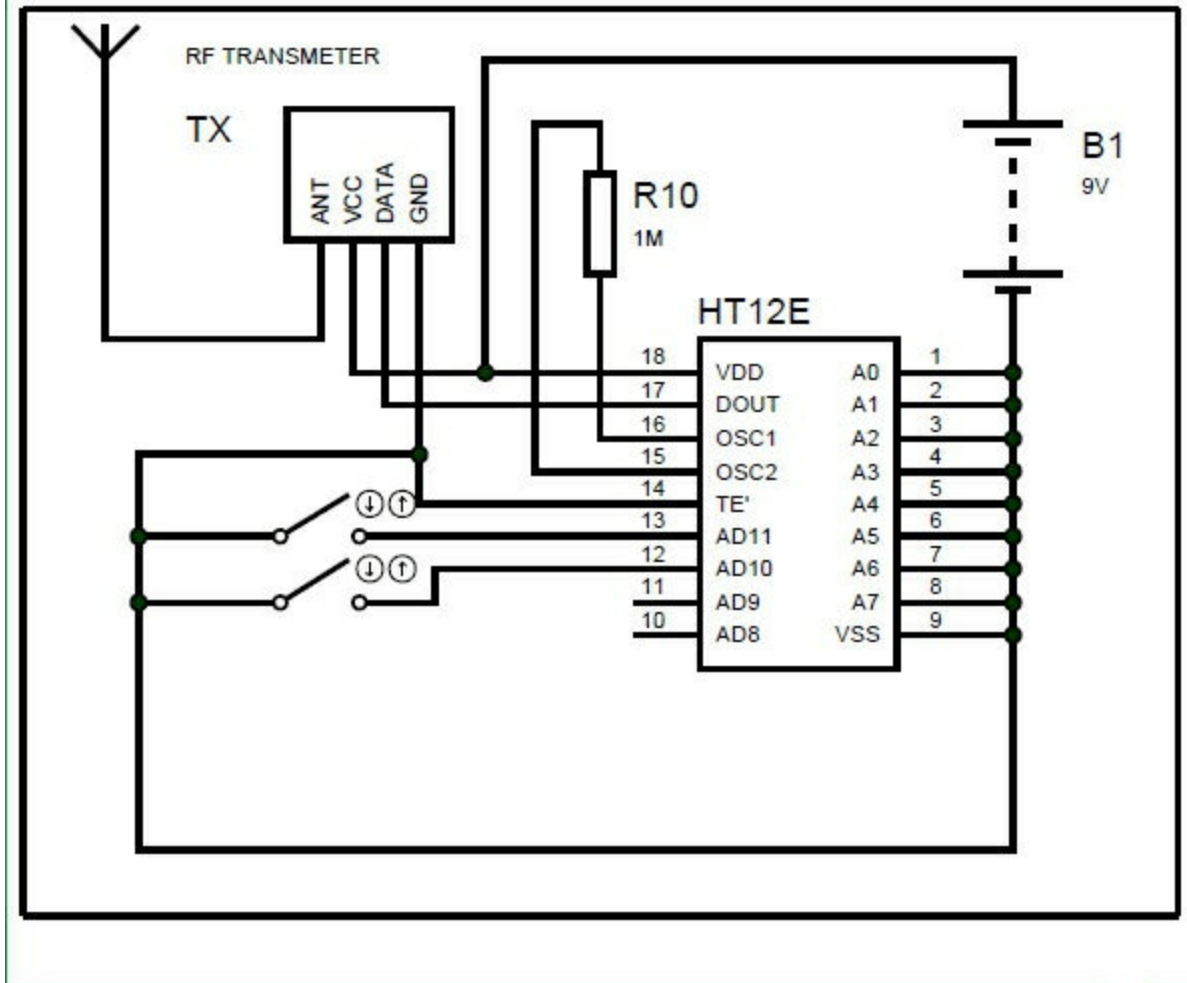 RF TRANSMETER
TX
ANT
VCC
DATA
GND
B1
9V
R10
1M
HT12E
18 VDD A0 1
17 DOUT A1 2
16 OSC1 A2 3
15 OSC2 A3 4
14 TE' A4 5
13 AD11 A5 6
12 AD10 A6 7
11 AD9 A7 8
10 AD8 VSS 9